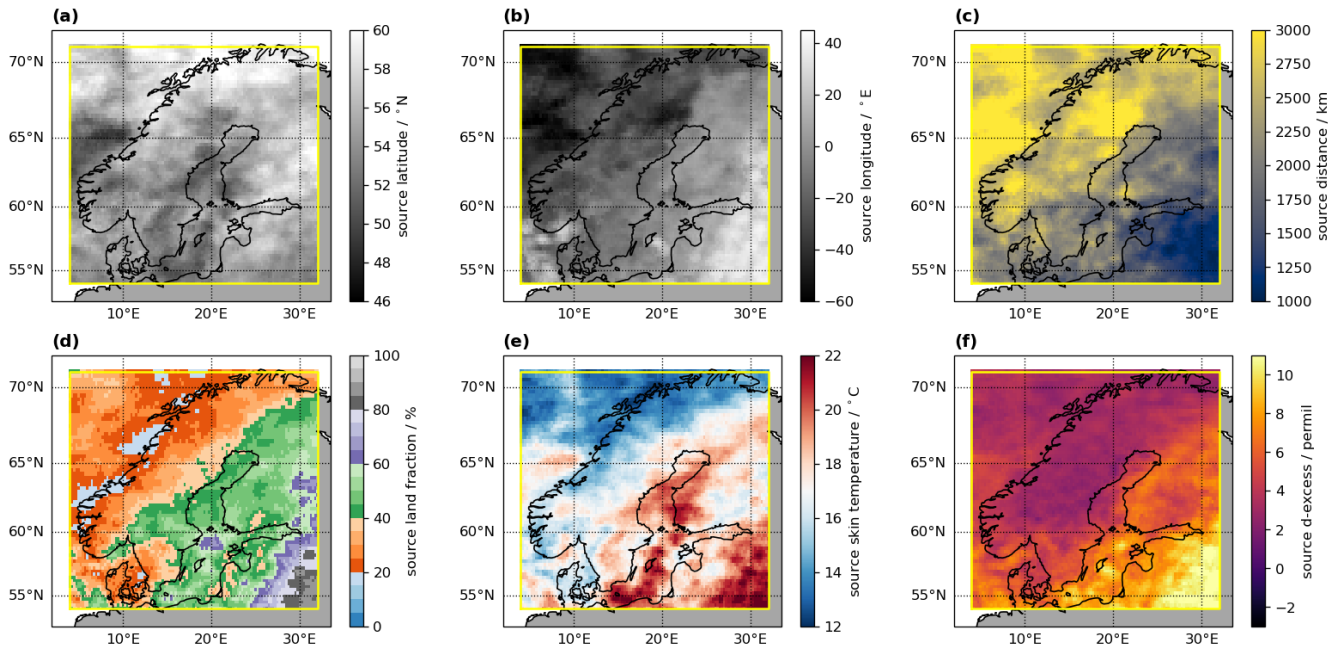 (a)
70°N
65°N
60°N
55°N
10°E 20°E 30°E
60
58
56
54
52
50
48
46
source latitude / °N
(b)
70°N
65°N
60°N
55°N
10°E 20°E 30°E
40
20
0
−20
−40
−60
source longitude / °E
(c)
70°N
65°N
60°N
55°N
10°E 20°E 30°E
3000
2750
2500
2250
2000
1750
1500
1250
1000
source distance / km
(d)
70°N
65°N
60°N
55°N
10°E 20°E 30°E
100
80
60
40
20
0
source land fraction / %
(e)
70°N
65°N
60°N
55°N
10°E 20°E 30°E
22
20
18
16
14
12
source skin temperature / °C
(f)
70°N
65°N
60°N
55°N
10°E 20°E 30°E
10
8
6
4
2
0
−2
source d-excess / permil